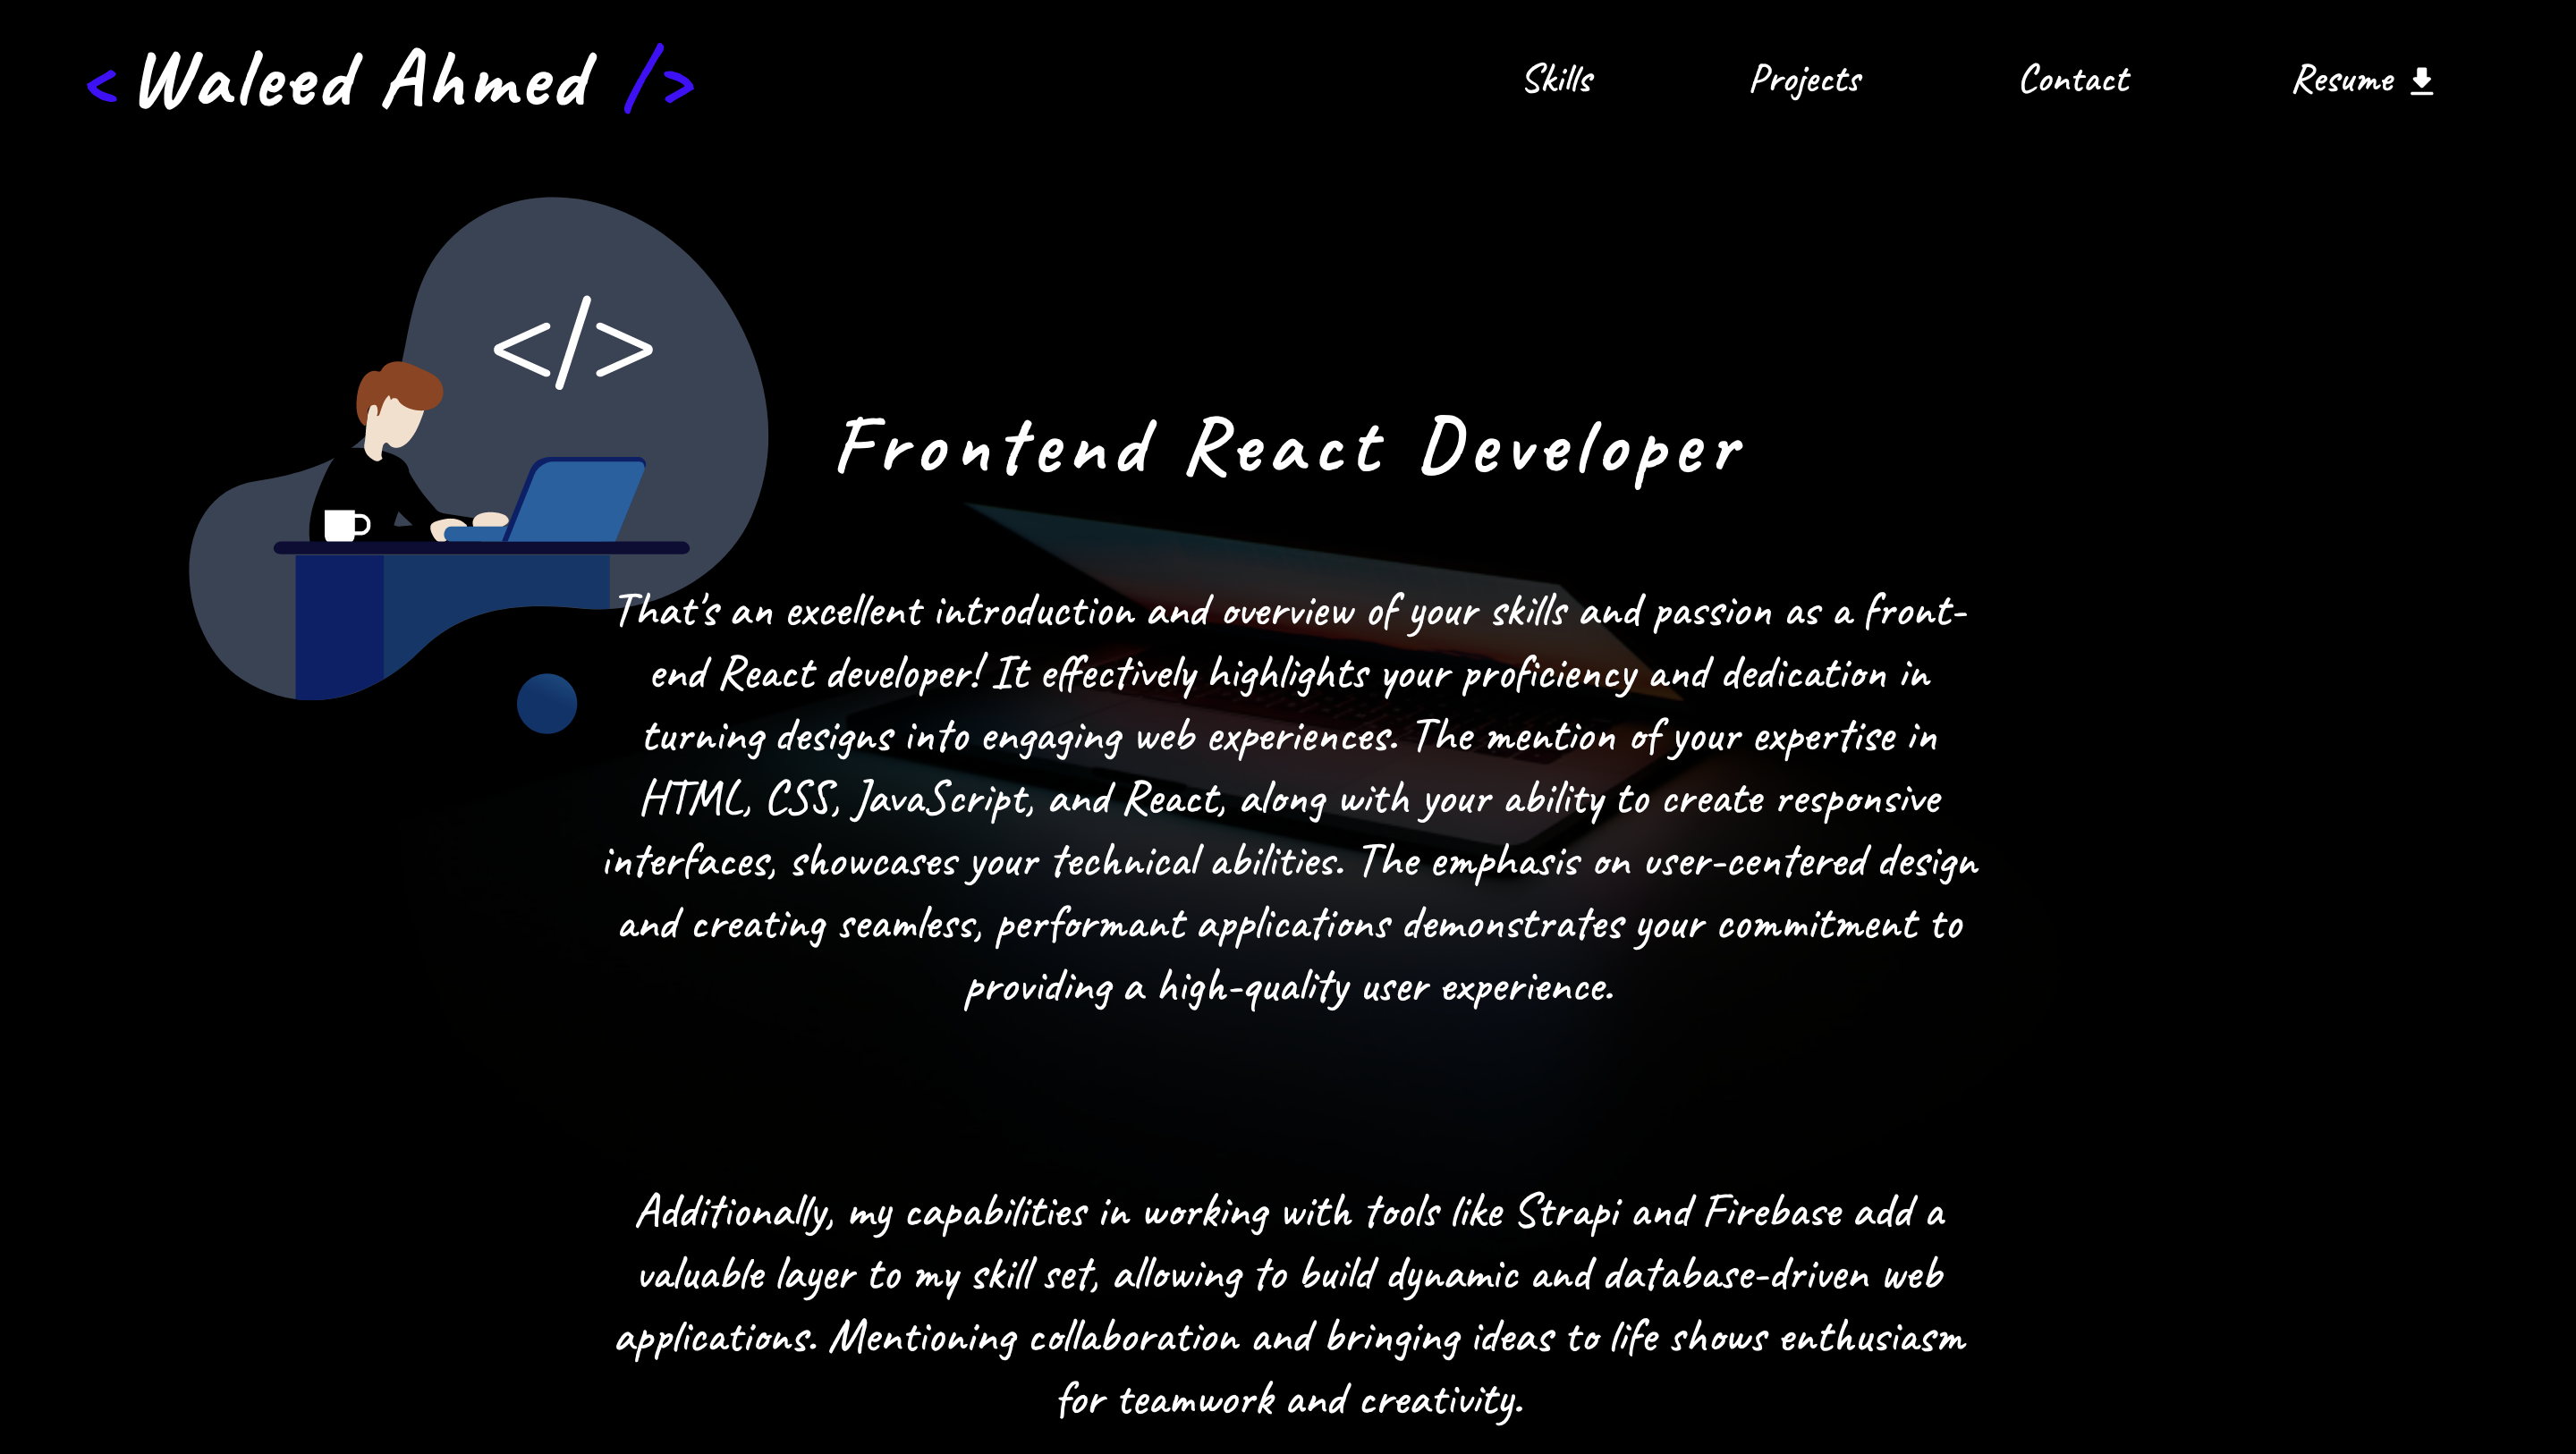 < Waleed Ahmed />
Skills
Projects
Contact
Resume
</>
Frontend React Developer
That's an excellent introduction and overview of your skills and passion as a front-
end React developer! It effectively highlights your proficiency and dedication in
turning designs into engaging web experiences. The mention of your expertise in
HTML, CSS, JavaScript, and React, along with your ability to create responsive
interfaces, showcases your technical abilities. The emphasis on user-centered design
and creating seamless, performant applications demonstrates your commitment to
providing a high-quality user experience.
Additionally, my capabilities in working with tools like Strapi and Firebase add a
valuable layer to my skill set, allowing to build dynamic and database-driven web
applications. Mentioning collaboration and bringing ideas to life shows enthusiasm
for teamwork and creativity.